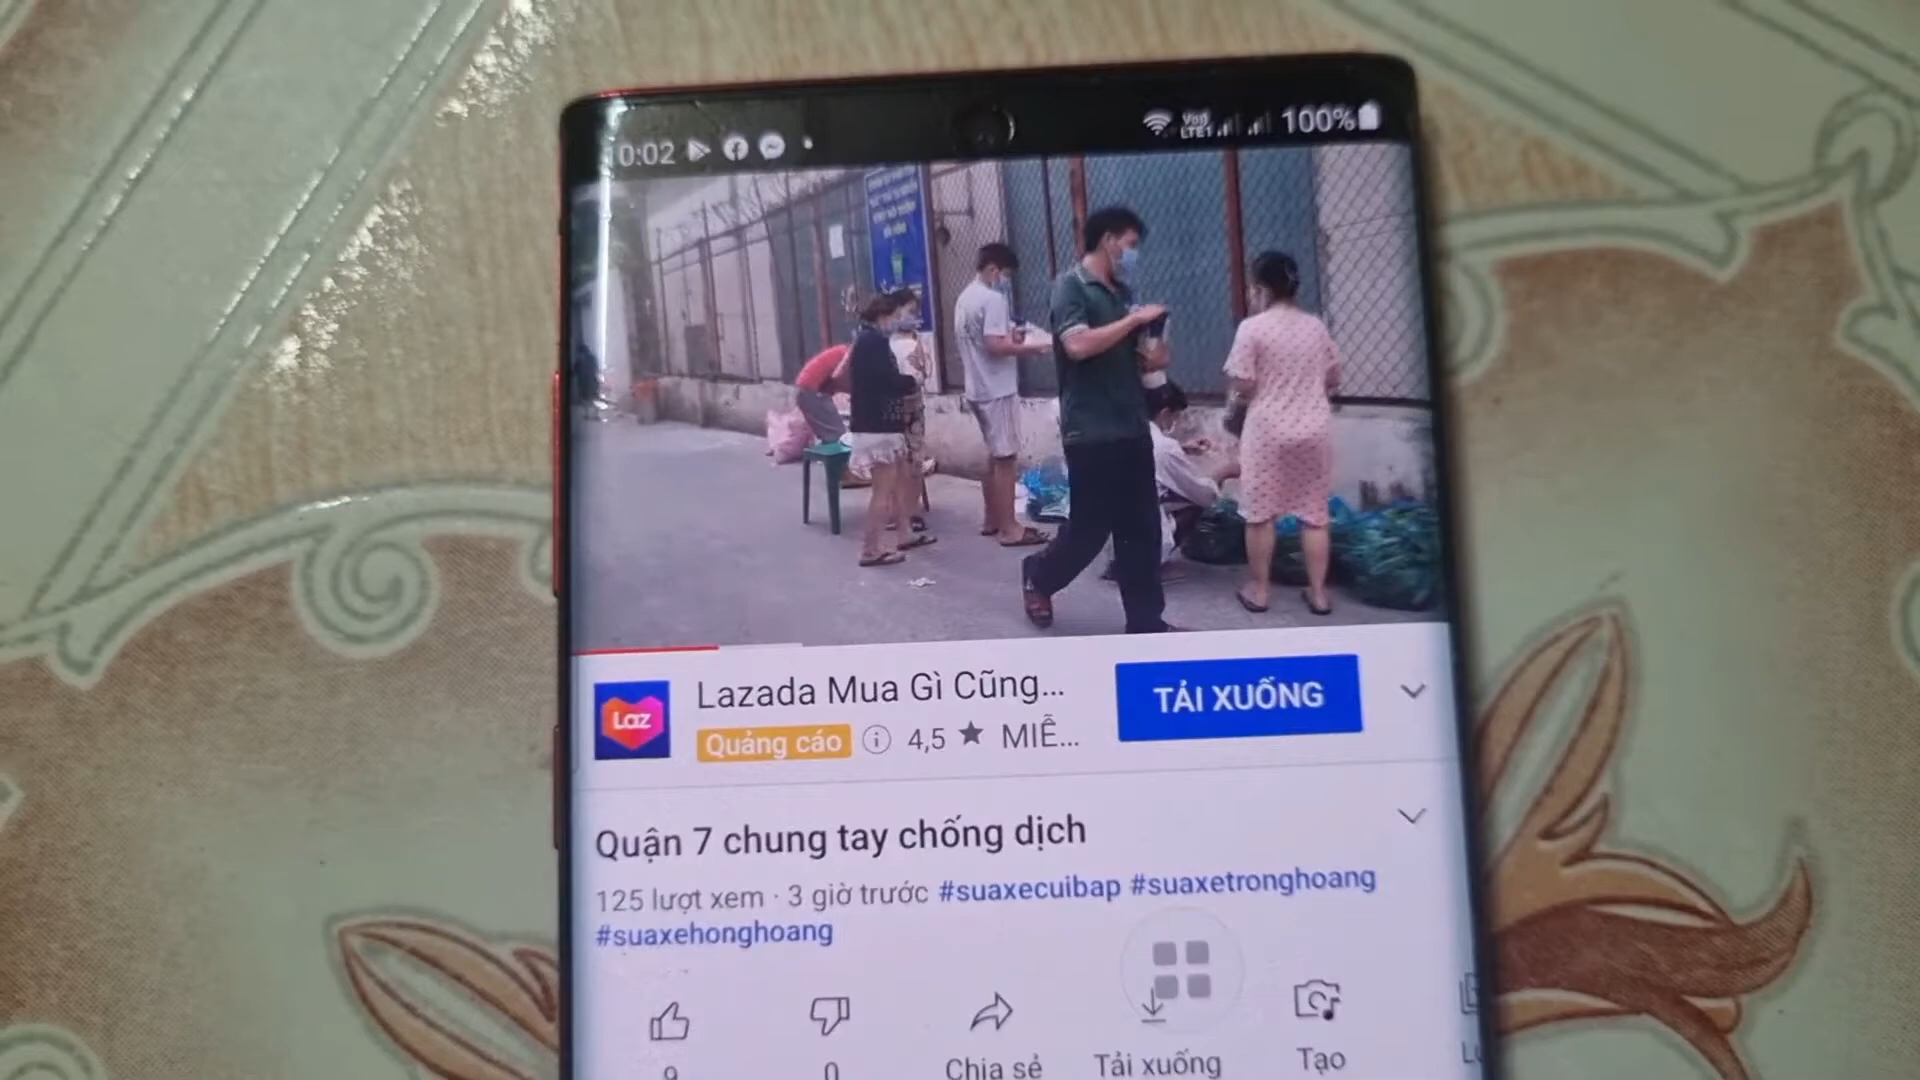 0:02
100%
Lazada Mua Gì Cũng...
Laz
TẢI XUỐNG
Quảng cáo
4,5 ★ MIỄ...
Quận 7 chung tay chống dịch
125 lượt xem · 3 giờ trước #suaxecuibap #suaxetronghoang
#suaxehonghoang
9
0
Chia sẻ
Tải xuống
Tạo